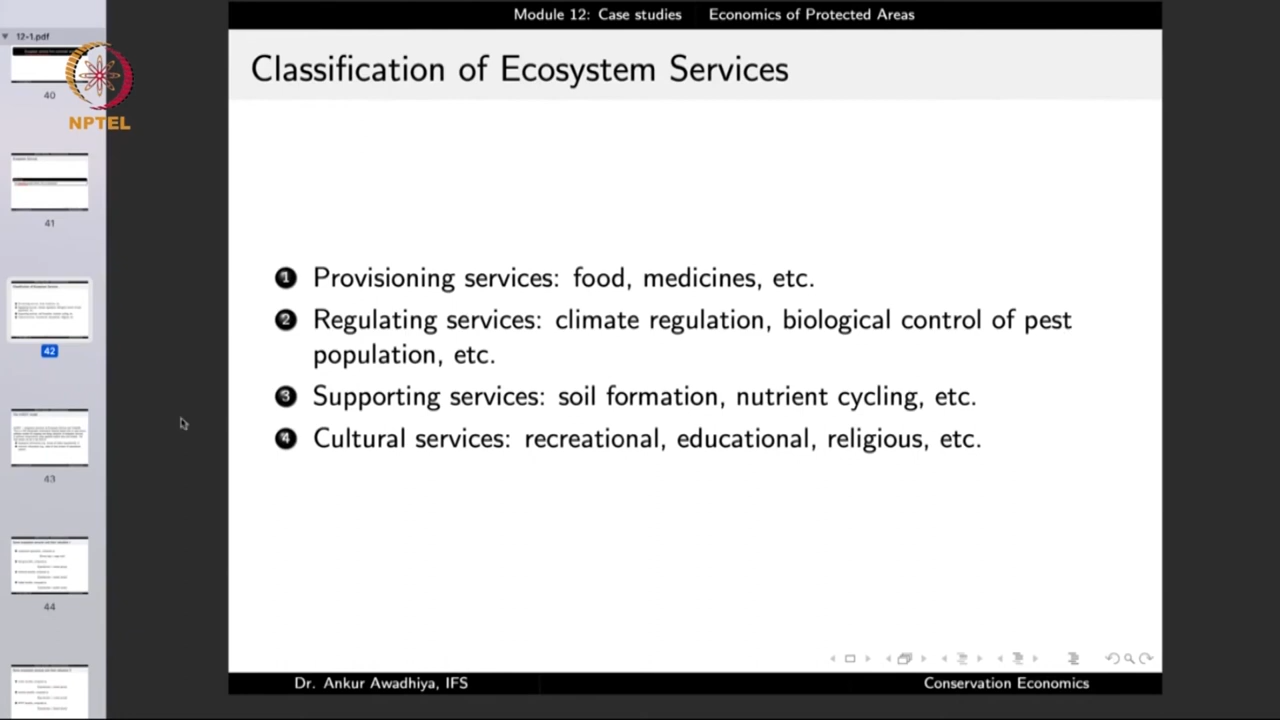 Module 12: Case studies
Economics of Protected Areas
12-1.pdf
NPTEL
40
41
42
43
44
Classification of Ecosystem Services
1 Provisioning services: food, medicines, etc.
2 Regulating services: climate regulation, biological control of pest
population, etc.
3 Supporting services: soil formation, nutrient cycling, etc.
4 Cultural services: recreational, educational, religious, etc.
Dr. Ankur Awadhiya, IFS
Conservation Economics